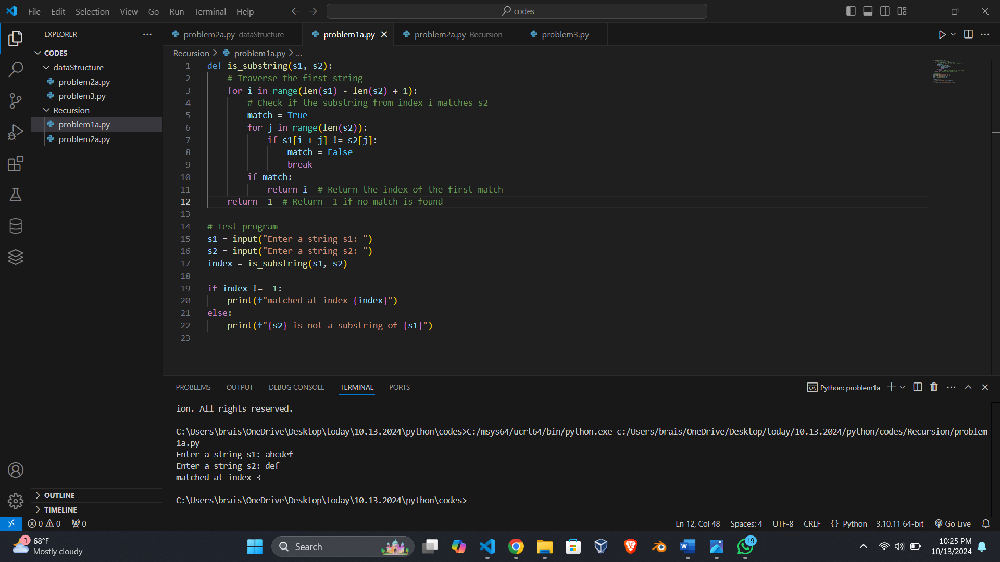 File Edit Selection View Go Run Terminal Help
codes
EXPLORER
CODES
dataStructure
problem2a.py
problem3.py
Recursion
problem1a.py
problem2a.py
OUTLINE
TIMELINE
problem2a.py dataStructure problem1a.py problem2a.py Recursion problem3.py
Recursion > problem1a.py > ...
1 def is_substring(s1, s2):
2     # Traverse the first string
3     for i in range(len(s1) - len(s2) + 1):
4         # Check if the substring from index i matches s2
5         match = True
6         for j in range(len(s2)):
7             if s1[i + j] != s2[j]:
8                 match = False
9                 break
10         if match:
11             return i  # Return the index of the first match
12     return -1  # Return -1 if no match is found
13
14 # Test program
15 s1 = input("Enter a string s1: ")
16 s2 = input("Enter a string s2: ")
17 index = is_substring(s1, s2)
18
19 if index != -1:
20     print(f"matched at index {index}")
21 else:
22     print(f"{s2} is not a substring of {s1}")
23
PROBLEMS OUTPUT DEBUG CONSOLE TERMINAL PORTS
Python: problem1a
ion. All rights reserved.
C:\Users\brais\OneDrive\Desktop\today\10.13.2024\python\codes>C:/msys64/ucrt64/bin/python.exe c:/Users/brais/OneDrive/Desktop/today/10.13.2024/python/codes/Recursion/problem
1a.py
Enter a string s1: abcdef
Enter a string s2: def
matched at index 3
C:\Users\brais\OneDrive\Desktop\today\10.13.2024\python\codes>
0 0 0
Ln 12, Col 48 Spaces: 4 UTF-8 CRLF {} Python 3.10.11 64-bit Go Live
1
68°F
Mostly cloudy
Search
19
10:25 PM
10/13/2024